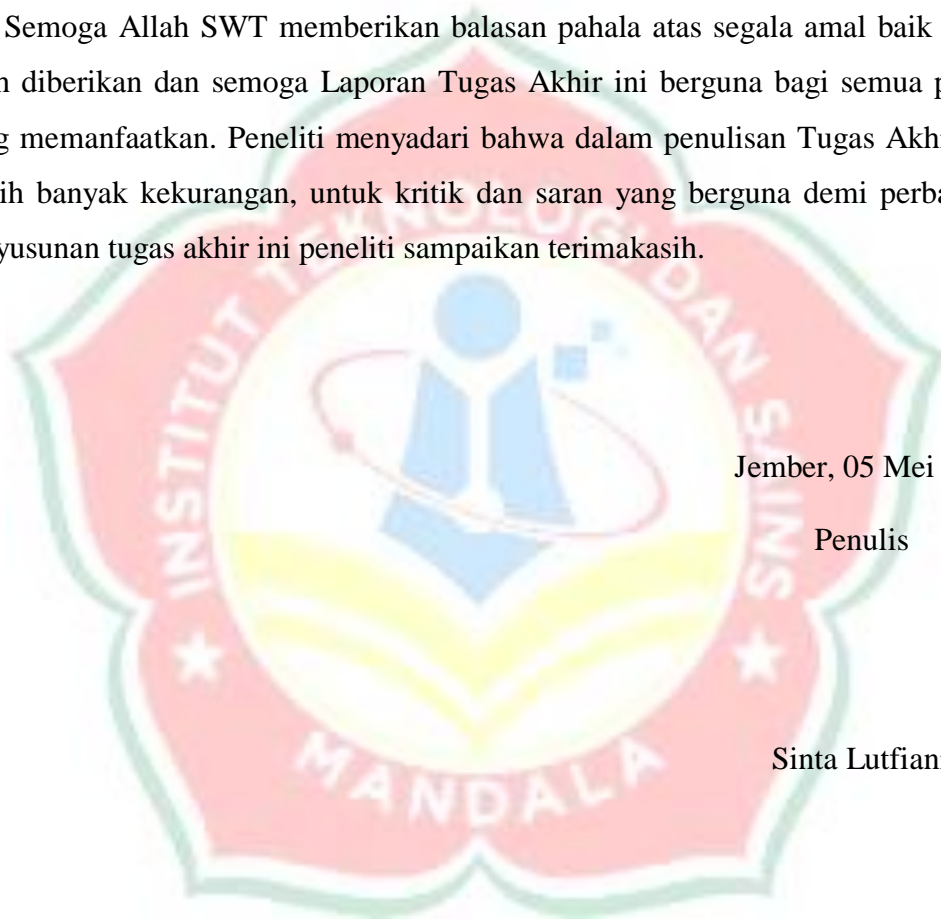 Semoga Allah SWT memberikan balasan pahala atas segala amal baik
diberikan dan semoga Laporan Tugas Akhir ini berguna bagi semua
memanfaatkan. Peneliti menyadari bahwa dalam penulisan Tugas
banyak kekurangan, untuk kritik dan saran yang berguna demi
tugas akhir ini peneliti sampaikan terimakasih.
INSTITUT TEKNOLOGI DAN SAINS
Jember, 05 Mei
Penulis
Sinta
MANDALA